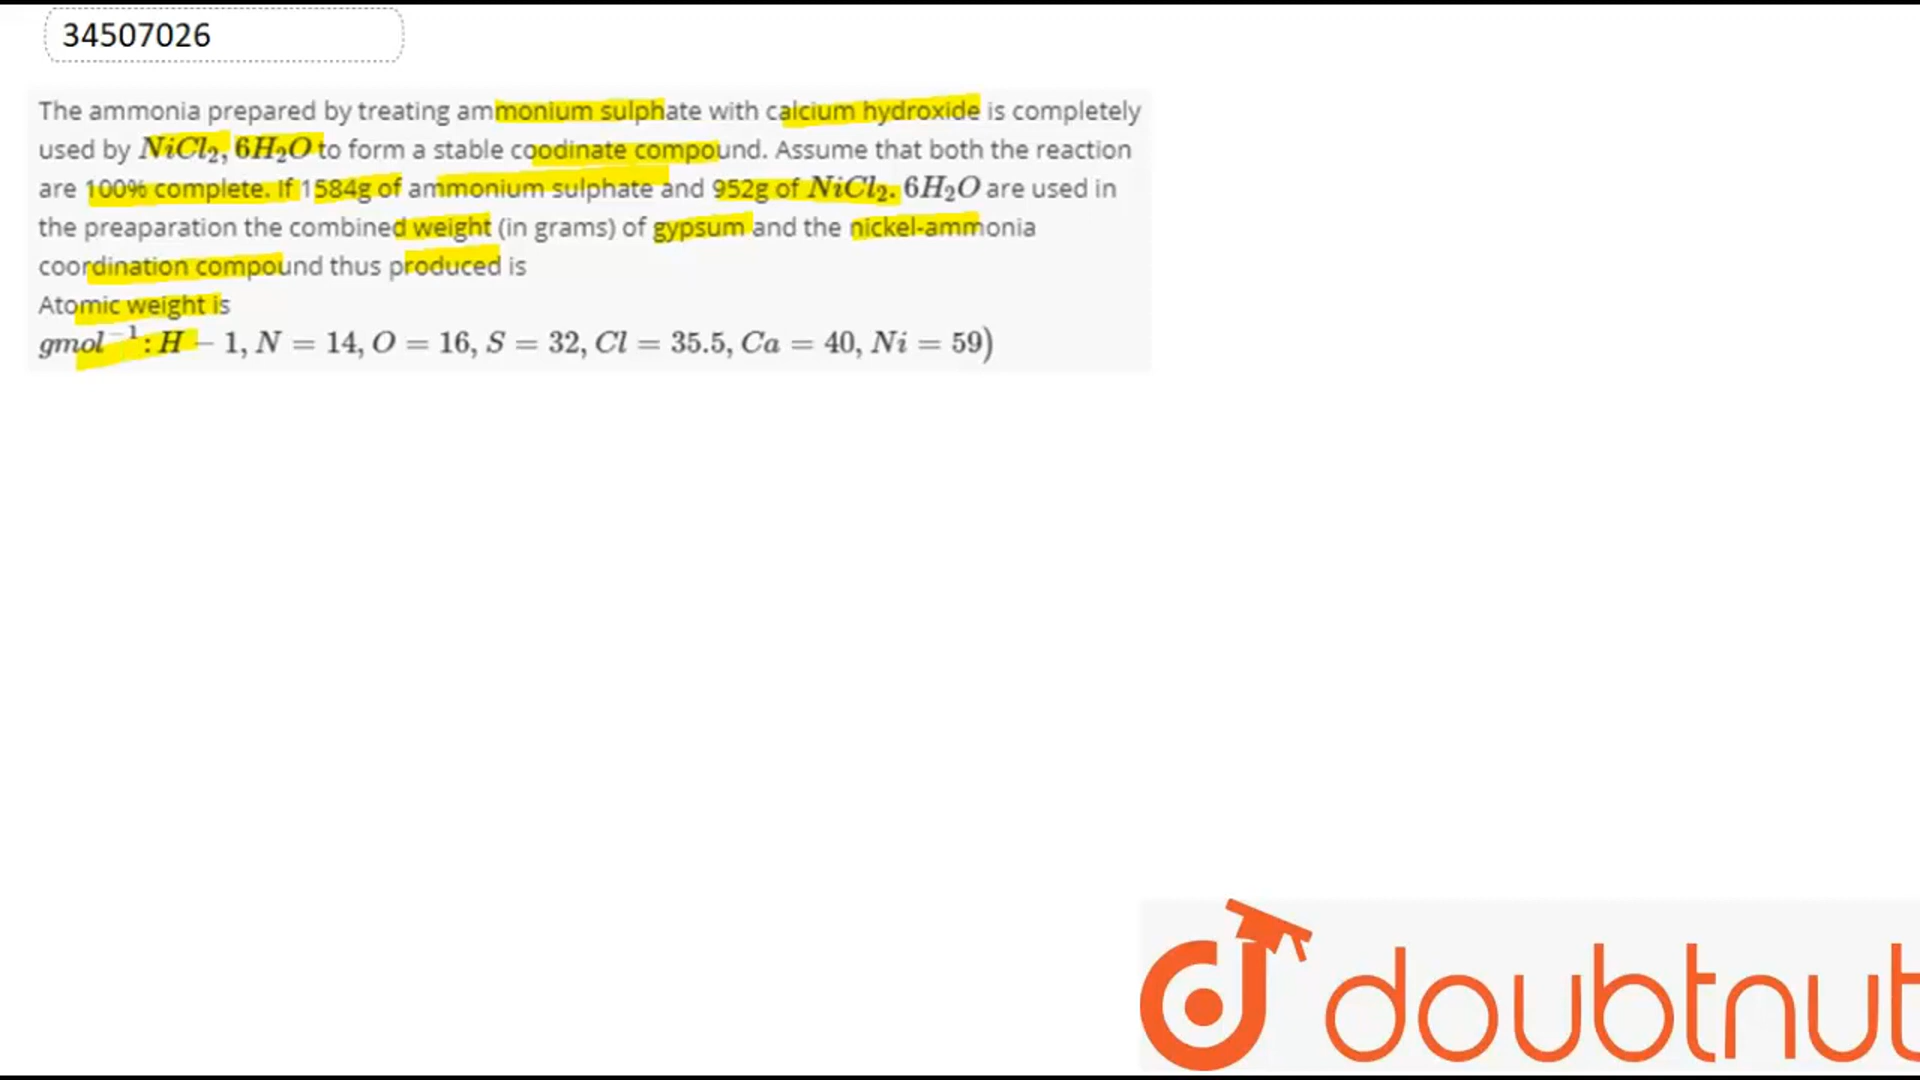 34507026
The ammonia prepared by treating ammonium sulphate with calcium hydroxide is completely
used by NiCl₂, 6H₂O to form a stable coodinate compound. Assume that both the reaction
are 100% complete. If 1584g of ammonium sulphate and 952g of NiCl₂. 6H₂O are used in
the preaparation the combined weight (in grams) of gypsum and the nickel-ammonia
coordination compound thus produced is
Atomic weight is
gmol⁻¹ : H − 1, N = 14, O = 16, S = 32, Cl = 35.5, Ca = 40, Ni = 59)
doubtnut